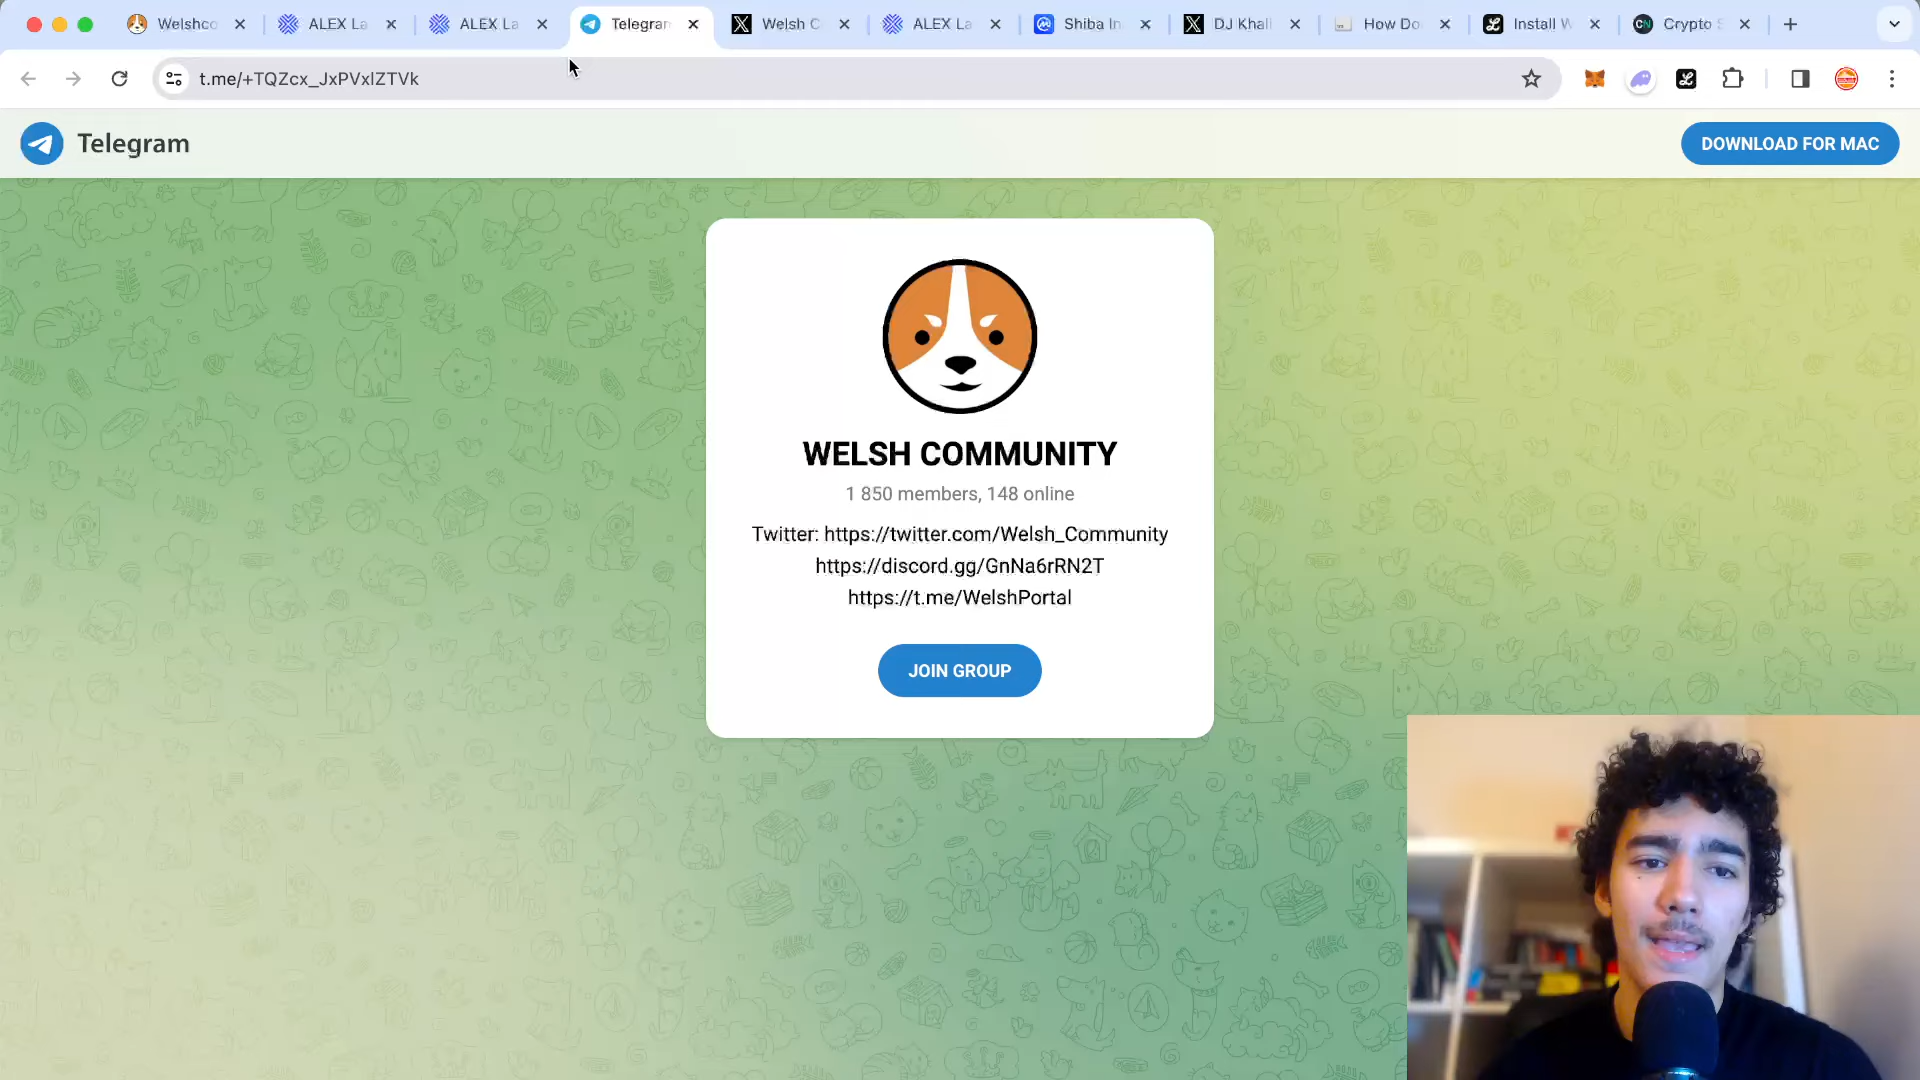 Welshco
ALEX La
ALEX La
Telegram
Welsh C
ALEX La
Shiba In
DJ Khal
How Do
Install W
Crypto S
t.me/+TQZcx_JxPVxlZTVk
Telegram
DOWNLOAD FOR MAC
WELSH COMMUNITY
1 850 members, 148 online
Twitter: https://twitter.com/Welsh_Community
https://discord.gg/GnNa6rRN2T
https://t.me/WelshPortal
JOIN GROUP